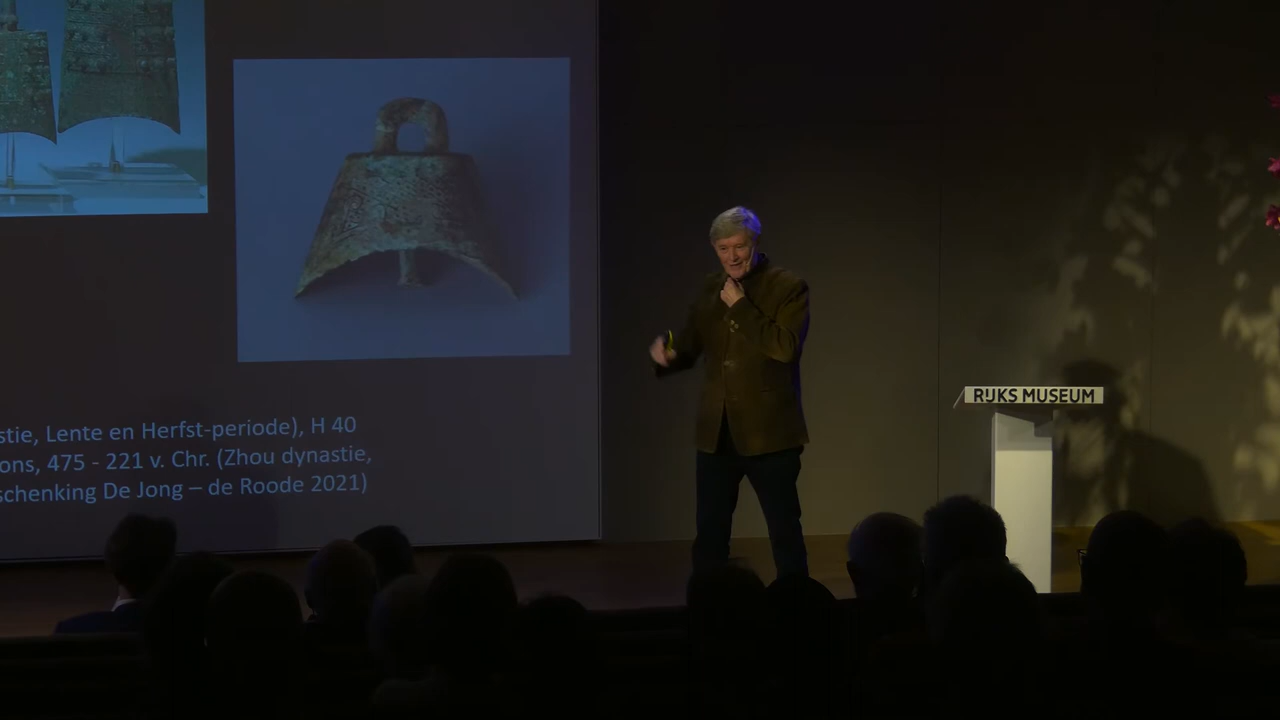 stie, Lente en Herfst-periode), H 40
ons, 475 - 221 v. Chr. (Zhou dynastie,
schenking De Jong – de Roode 2021)
RIJKS MUSEUM